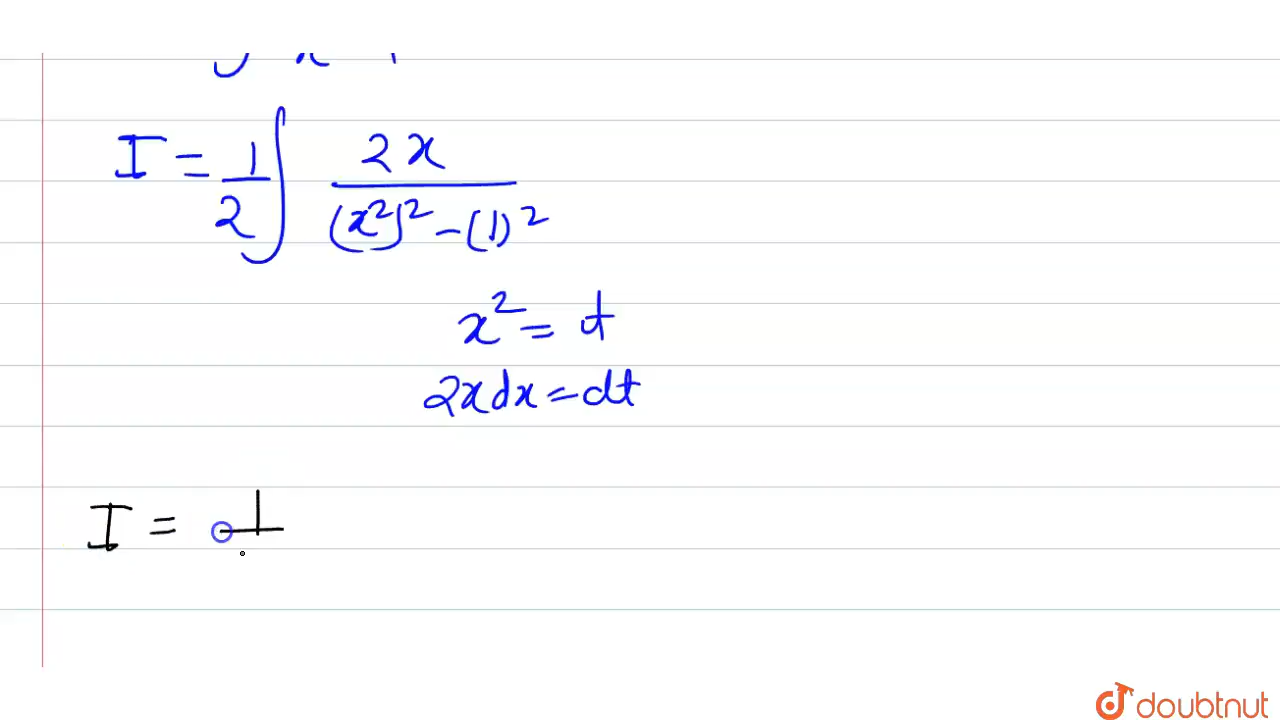 I = 1/2 ∫ 2x/((x²)² - (1)²)
x² = t
2x dx = dt
I = 1
doubtnut